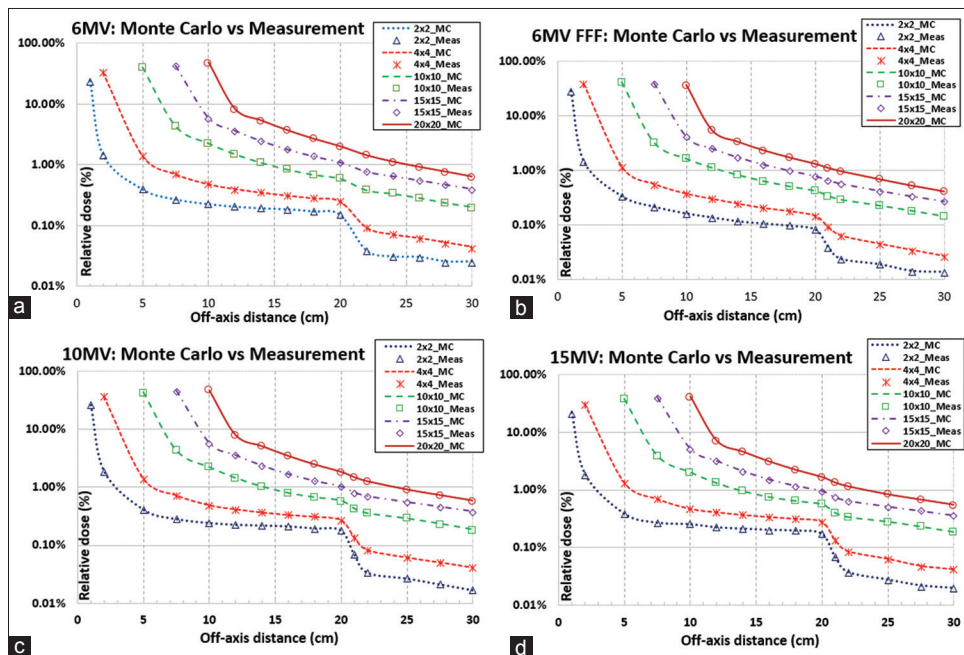 6MV: Monte Carlo vs Measurement
100.00%
10.00%
1.00%
0.10%
0.01%
Relative dose (%)
0
5
10
15
20
25
30
Off-axis distance (cm)
2x2_MC
2x2_Meas
4x4_MC
4x4_Meas
10x10_MC
10x10_Meas
15x15_MC
15x15_Meas
20x20_MC
a
6MV FFF: Monte Carlo vs Measurement
100.00%
10.00%
1.00%
0.10%
0.01%
Relative dose (%)
0
5
10
15
20
25
30
Off-axis distance (cm)
2x2_MC
2x2_Meas
4x4_MC
4x4_Meas
10x10_MC
10x10_Meas
15x15_MC
15x15_Meas
20x20_MC
b
10MV: Monte Carlo vs Measurement
100.00%
10.00%
1.00%
0.10%
0.01%
Relative dose (%)
0
5
10
15
20
25
30
Off-axis distance (cm)
2x2_MC
2x2_Meas
4x4_MC
4x4_Meas
10x10_MC
10x10_Meas
15x15_MC
15x15_Meas
20x20_MC
c
15MV: Monte Carlo vs Measurement
100.00%
10.00%
1.00%
0.10%
0.01%
Relative dose (%)
0
5
10
15
20
25
30
Off-axis distance (cm)
2x2_MC
2x2_Meas
4x4_MC
4x4_Meas
10x10_MC
10x10_Meas
15x15_MC
15x15_Meas
20x20_MC
d